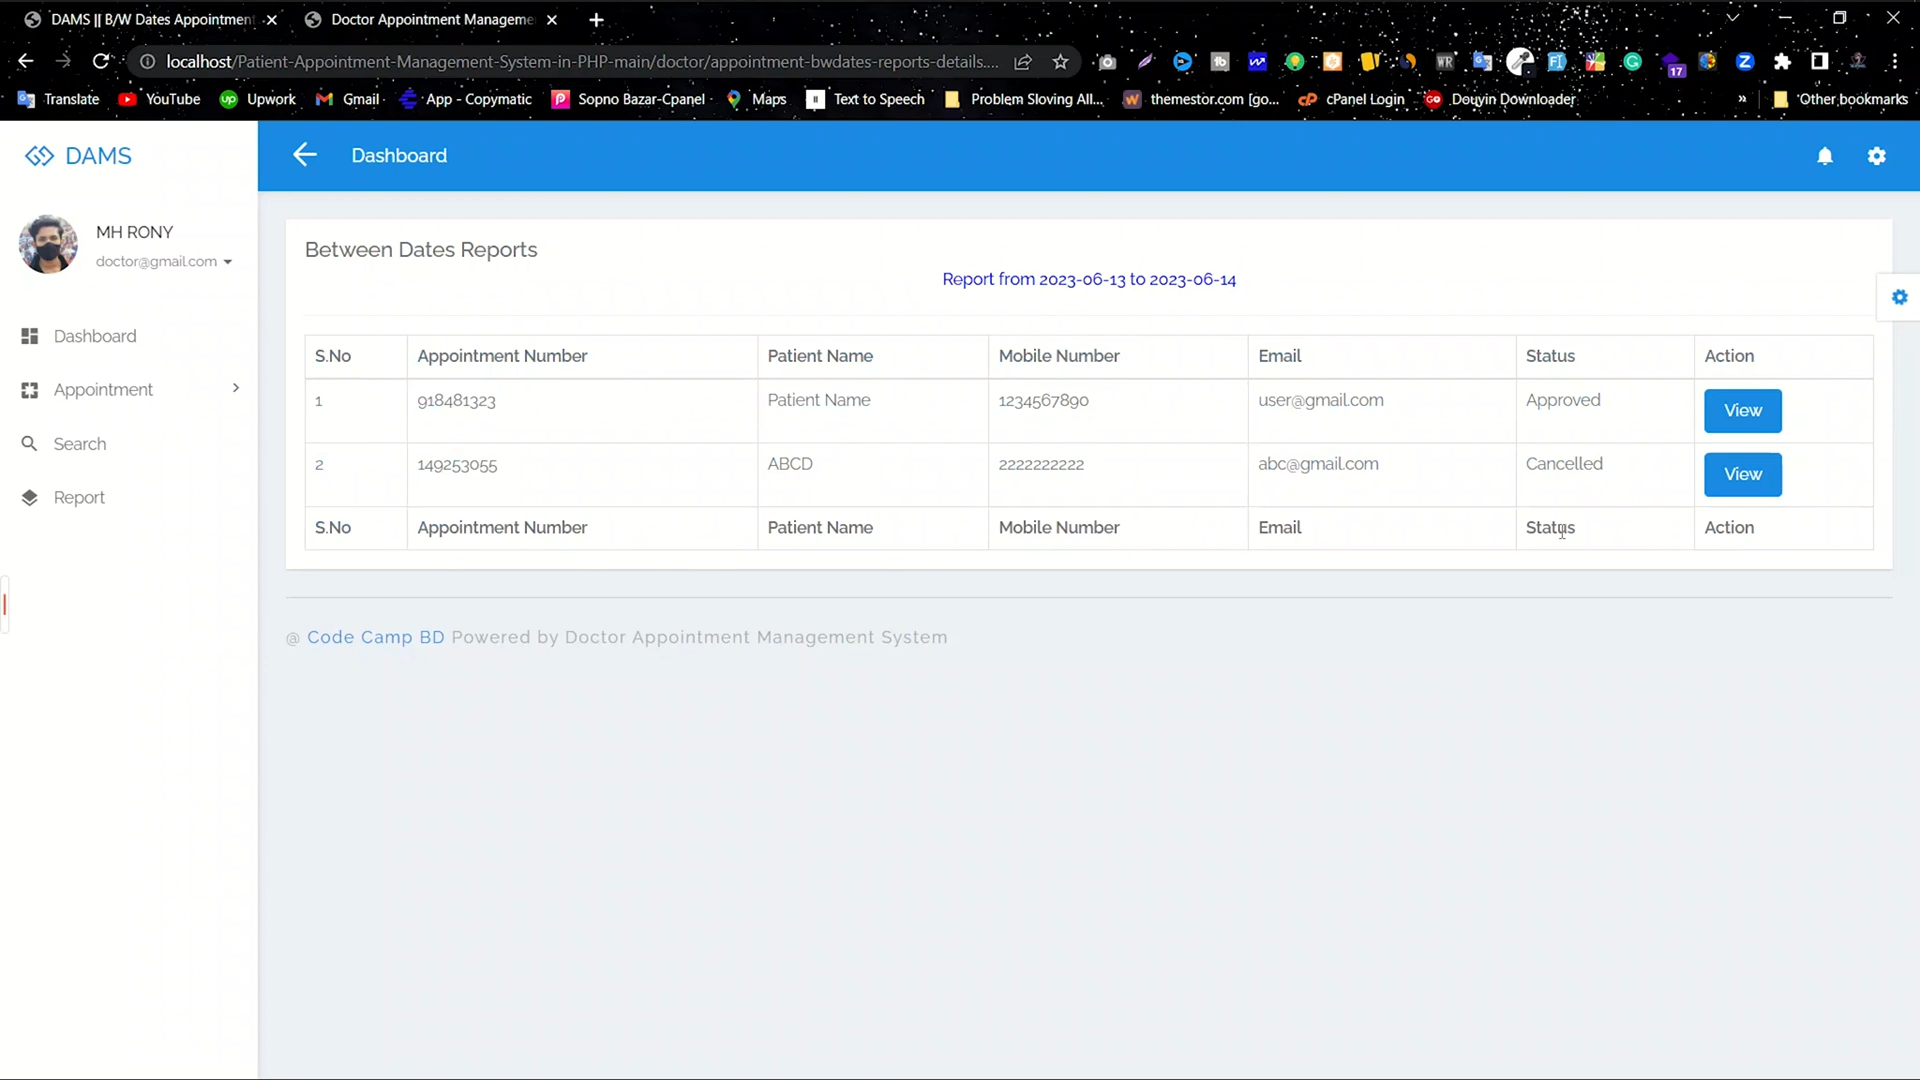 DAMS || B/W Dates Appointment
Doctor Appointment Manageme
localhost/Patient-Appointment-Management-System-in-PHP-main/doctor/appointment-bwdates-reports-details....
17
Translate YouTube Upwork Gmail App - Copymatic Sopno Bazar-Cpanel Maps Text to Speech Problem Sloving All... themestor.com [go... cPanel Login Douyin Downloader » Other bookmarks
DAMS
Dashboard
MH RONY
doctor@gmail.com
Dashboard
Appointment
Search
Report
Between Dates Reports
Report from 2023-06-13 to 2023-06-14
S.No Appointment Number Patient Name Mobile Number Email Status Action
1 918481323 Patient Name 1234567890 user@gmail.com Approved View
2 149253055 ABCD 2222222222 abc@gmail.com Cancelled View
S.No Appointment Number Patient Name Mobile Number Email Status Action
@ Code Camp BD Powered by Doctor Appointment Management System